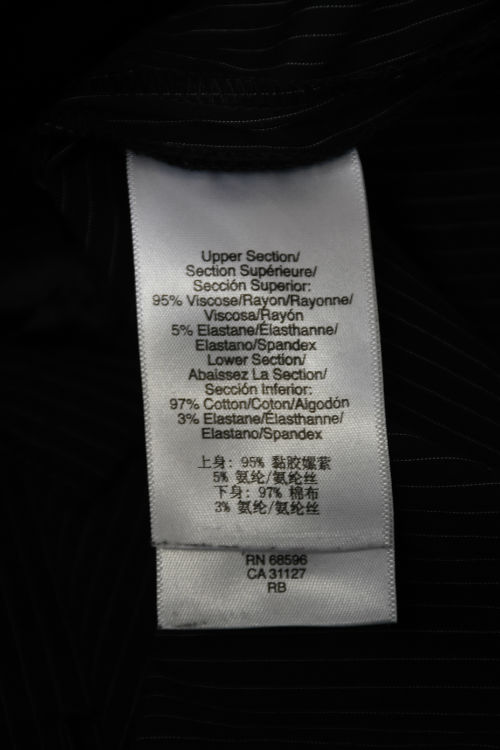 Upper Section/
Section Supérieure/
Sección Superior:
95% Viscose/Rayon/Rayonne/
Viscosa/Rayón
5% Elastane/Élasthanne/
Elastano/Spandex
Lower Section/
Abaissez La Section/
Sección Inferior:
97% Cotton/Coton/Algodón
3% Elastane/Élasthanne/
Elastano/Spandex
上身: 95% 黏胶嫘萦
5% 氨纶/氨纶丝
下身: 97% 棉布
3% 氨纶/氨纶丝
RN 68596
CA 31127
RB